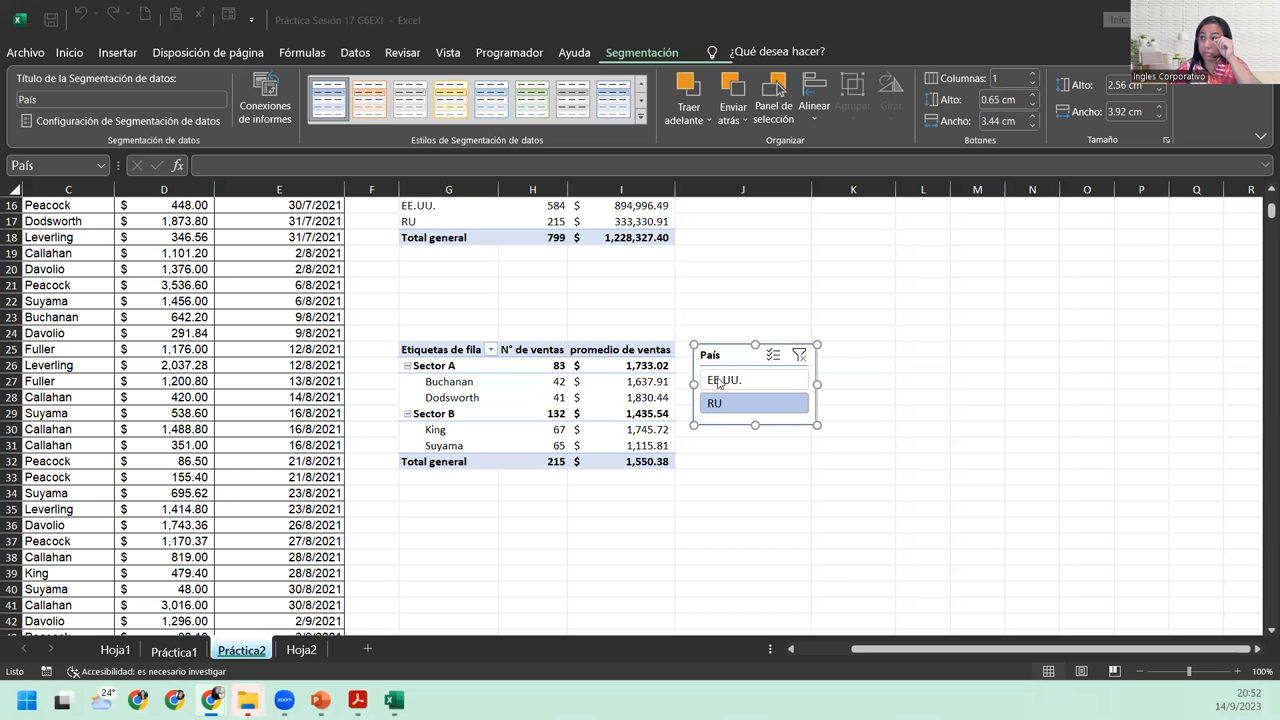 Práctica Sesión 17 G6EXI - Excel
Inic
Archivo Inicio Insertar Disposición de página Fórmulas Datos Revisar Vista Programador Ayuda Segmentación ¿Qué desea hacer?
Título de la Segmentación de datos:
País
Configuración de Segmentación de datos
Segmentación de datos
Conexiones de informes
Estilos de Segmentación de datos
Traer adelante
Enviar atrás
Panel de selección
Alinear
Agrupar
Girar
Organizar
Columnas: 1
Alto: 0.65 cm
Ancho: 3.44 cm
Botones
Alto: 2.56 cm
Ancho: 3.92 cm
Tamaño
Ingles Corporativo
País fx
C D E F G H I J K L M N O P Q R
16 Peacock $ 448.00 30/7/2021 EE.UU. 584 $ 894,996.49
17 Dodsworth $ 1,873.80 31/7/2021 RU 215 $ 333,330.91
18 Leverling $ 346.56 31/7/2021 Total general 799 $ 1,228,327.40
19 Callahan $ 1,101.20 2/8/2021
20 Davolio $ 1,376.00 2/8/2021
21 Peacock $ 3,536.60 6/8/2021
22 Suyama $ 1,456.00 6/8/2021
23 Buchanan $ 642.20 9/8/2021
24 Davolio $ 291.84 9/8/2021
25 Fuller $ 1,176.00 12/8/2021 Etiquetas de fila N° de ventas promedio de ventas
26 Leverling $ 2,037.28 12/8/2021 Sector A 83 $ 1,733.02
27 Fuller $ 1,200.80 13/8/2021 Buchanan 42 $ 1,637.91
28 Callahan $ 420.00 14/8/2021 Dodsworth 41 $ 1,830.44
29 Suyama $ 538.60 16/8/2021 Sector B 132 $ 1,435.54
30 Callahan $ 1,488.80 16/8/2021 King 67 $ 1,745.72
31 Callahan $ 351.00 16/8/2021 Suyama 65 $ 1,115.81
32 Peacock $ 86.50 21/8/2021 Total general 215 $ 1,550.38
33 Peacock $ 155.40 21/8/2021
34 Suyama $ 695.62 23/8/2021
35 Leverling $ 1,414.80 23/8/2021
36 Davolio $ 1,743.36 26/8/2021
37 Peacock $ 1,170.37 27/8/2021
38 Callahan $ 819.00 28/8/2021
39 King $ 479.40 28/8/2021
40 Suyama $ 48.00 30/8/2021
41 Callahan $ 3,016.00 30/8/2021
42 Davolio $ 1,296.00 2/9/2021
País
EE.UU.
RU
Hoja1 Práctica1 Práctica2 Hoja2
Listo Accesibilidad: es necesario investigar 100%
24°
zoom
20:52
14/9/2023